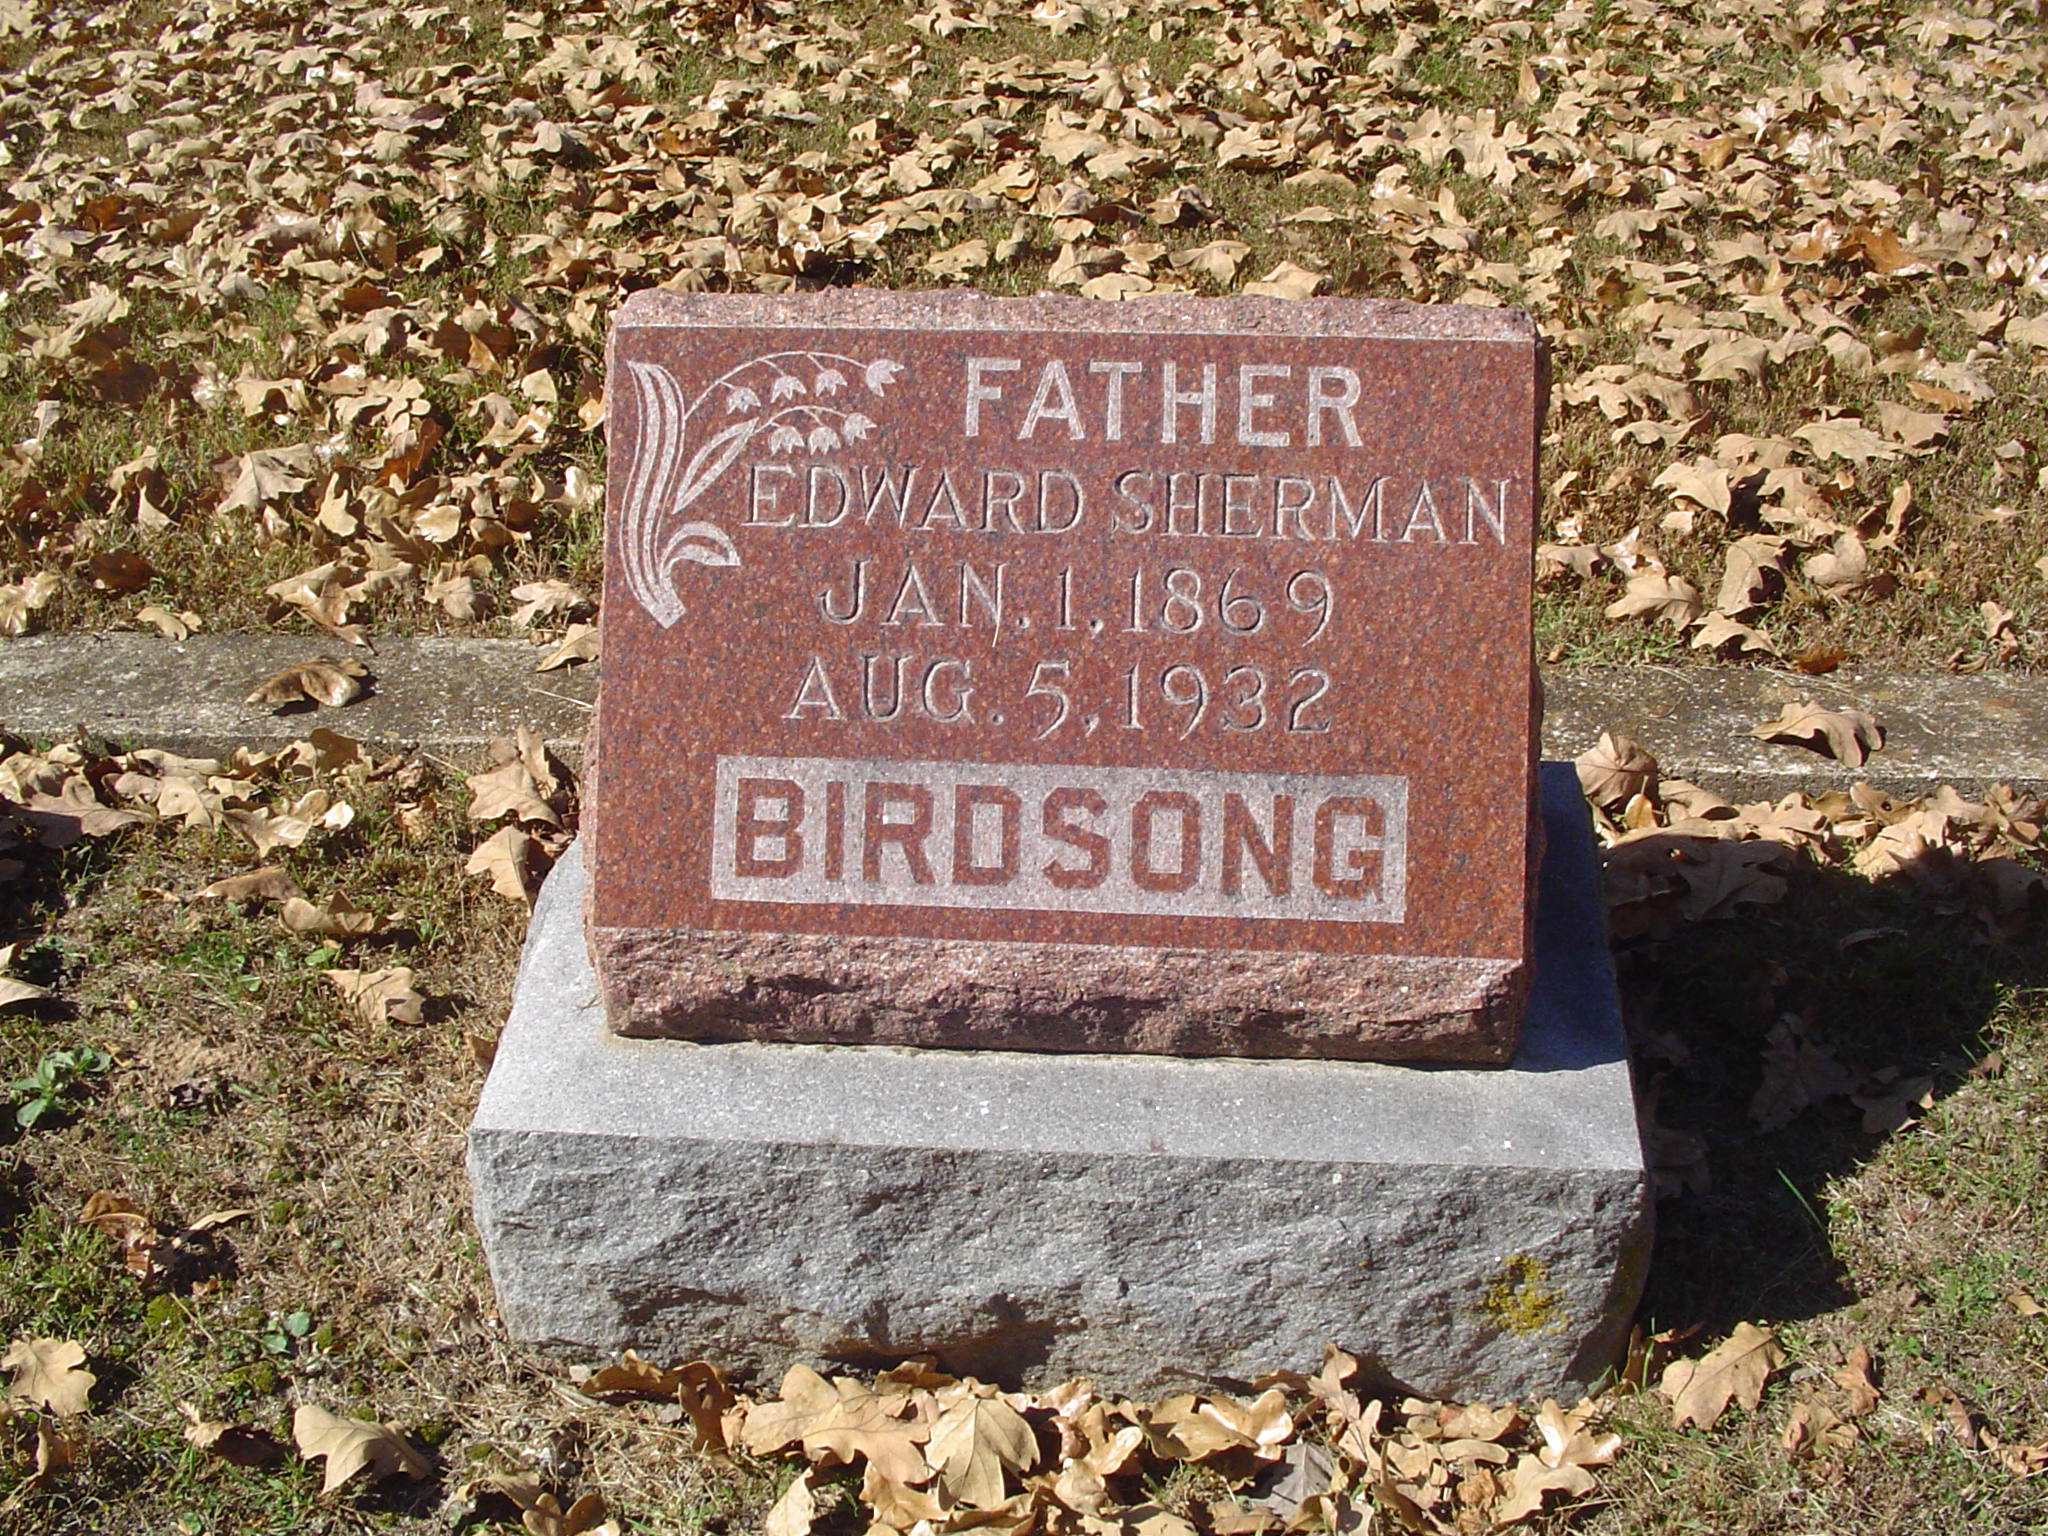 FATHER
EDWARD SHERMAN
JAN. 1, 1869
AUG. 5, 1932
BIRDSONG